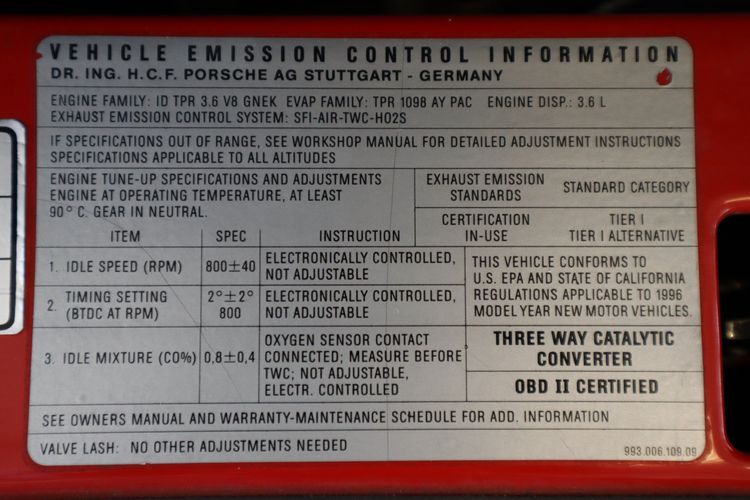 VEHICLE EMISSION CONTROL INFORMATION
DR. ING. H.C.F. PORSCHE AG STUTTGART - GERMANY
ENGINE FAMILY: ID TPR 3.6 V8 GNEK EVAP FAMILY: TPR 1098 AY PAC ENGINE DISP.: 3.6 L
EXHAUST EMISSION CONTROL SYSTEM: SFI-AIR-TWC-HO2S
IF SPECIFICATIONS OUT OF RANGE, SEE WORKSHOP MANUAL FOR DETAILED ADJUSTMENT INSTRUCTIONS
SPECIFICATIONS APPLICABLE TO ALL ALTITUDES
ENGINE TUNE-UP SPECIFICATIONS AND ADJUSTMENTS
ENGINE AT OPERATING TEMPERATURE, AT LEAST
90° C. GEAR IN NEUTRAL.
EXHAUST EMISSION STANDARDS STANDARD CATEGORY
CERTIFICATION TIER I
IN-USE TIER I ALTERNATIVE
ITEM SPEC INSTRUCTION
1. IDLE SPEED (RPM) 800±40 ELECTRONICALLY CONTROLLED,
NOT ADJUSTABLE
2. TIMING SETTING 2°±2° ELECTRONICALLY CONTROLLED,
(BTDC AT RPM) 800 NOT ADJUSTABLE
3. IDLE MIXTURE (CO%) 0,8±0,4 OXYGEN SENSOR CONTACT
CONNECTED; MEASURE BEFORE
TWC; NOT ADJUSTABLE,
ELECTR. CONTROLLED
THIS VEHICLE CONFORMS TO
U.S. EPA AND STATE OF CALIFORNIA
REGULATIONS APPLICABLE TO 1996
MODEL YEAR NEW MOTOR VEHICLES.
THREE WAY CATALYTIC
CONVERTER
OBD II CERTIFIED
SEE OWNERS MANUAL AND WARRANTY-MAINTENANCE SCHEDULE FOR ADD. INFORMATION
VALVE LASH: NO OTHER ADJUSTMENTS NEEDED
993.006.109.09